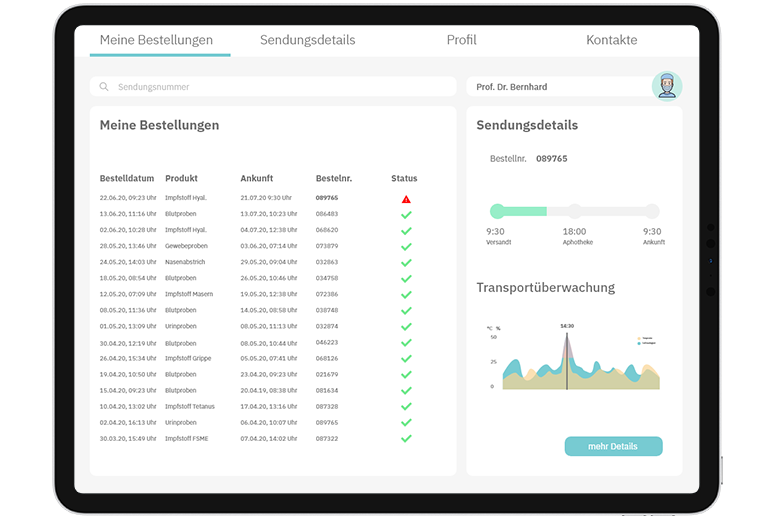 Meine Bestellungen Sendungsdetails Profil Kontakte
Sendungsnummer
Prof. Dr. Bernhard
Meine Bestellungen
Bestelldatum Produkt Ankunft Bestelnr. Status
22.06.20, 09:23 Uhr Impfstoff Hyal. 21.07.20 9:30 Uhr 089765
13.06.20, 11:16 Uhr Blutproben 13.07.20, 10:23 Uhr 086483
02.06.20, 10:28 Uhr Impfstoff Hyal. 04.07.20, 12:38 Uhr 068620
28.05.20, 13:46 Uhr Gewebeproben 03.06.20, 07:14 Uhr 073879
24.05.20, 14:03 Uhr Nasenabstrich 29.05.20, 09:04 Uhr 032863
18.05.20, 08:54 Uhr Blutproben 26.05.20, 10:46 Uhr 034758
12.05.20, 07:09 Uhr Impfstoff Masern 19.05.20, 12:38 Uhr 072386
08.05.20, 11:36 Uhr Blutproben 14.05.20, 08:58 Uhr 038748
01.05.20, 13:09 Uhr Urinproben 08.05.20, 11:13 Uhr 032874
30.04.20, 12:19 Uhr Blutproben 08.05.20, 10:44 Uhr 046223
26.04.20, 15:34 Uhr Impfstoff Grippe 05.05.20, 07:41 Uhr 068126
19.04.20, 10:50 Uhr Blutproben 23.04.20, 09:23 Uhr 021679
15.04.20, 09:23 Uhr Blutproben 20.04.19, 08:38 Uhr 081634
10.04.20, 13:02 Uhr Impfstoff Tetanus 17.04.20, 13:16 Uhr 087328
02.04.20, 16:13 Uhr Urinproben 06.04.20, 10:07 Uhr 089765
30.03.20, 15:49 Uhr Impfstoff FSME 07.04.20, 14:02 Uhr 087322
Sendungsdetails
Bestellnr. 089765
9:30 18:00 9:30
Versandt Aphotheke Ankunft
Transportüberwachung
°C %
14:30
50
25
0
mehr Details